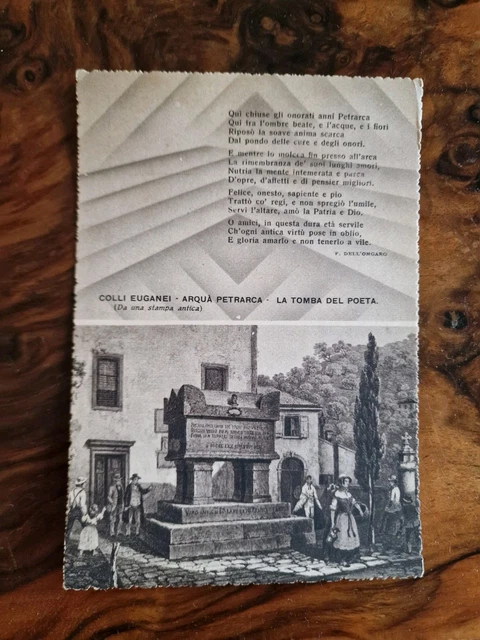 Qui chiuse gli onorati anni Petrarca
Qui fra l'ombre beate, e l'acque, e i fiori
Riposò la soave anima scarca
Dal pondo delle cure e degli onori.
E mentre lo molcea fin presso all'arca
La rimembranza de' suoi lunghi amori,
Nutria la mente intemerata e parca
D'opre, d'affetti e di pensier migliori.
Felice, onesto, sapiente e pio
Trattò co' regi, e non spregiò l'umile,
Servì l'altare, amò la Patria e Dio.
O amici, in questa dura età servile
Ch'ogni antica virtù pose in oblio,
E gloria amarlo e non tenerlo a vile.
F. DELL'ONGARO
COLLI EUGANEI - ARQUÀ PETRARCA - LA TOMBA DEL POETA.
(Da una stampa antica)